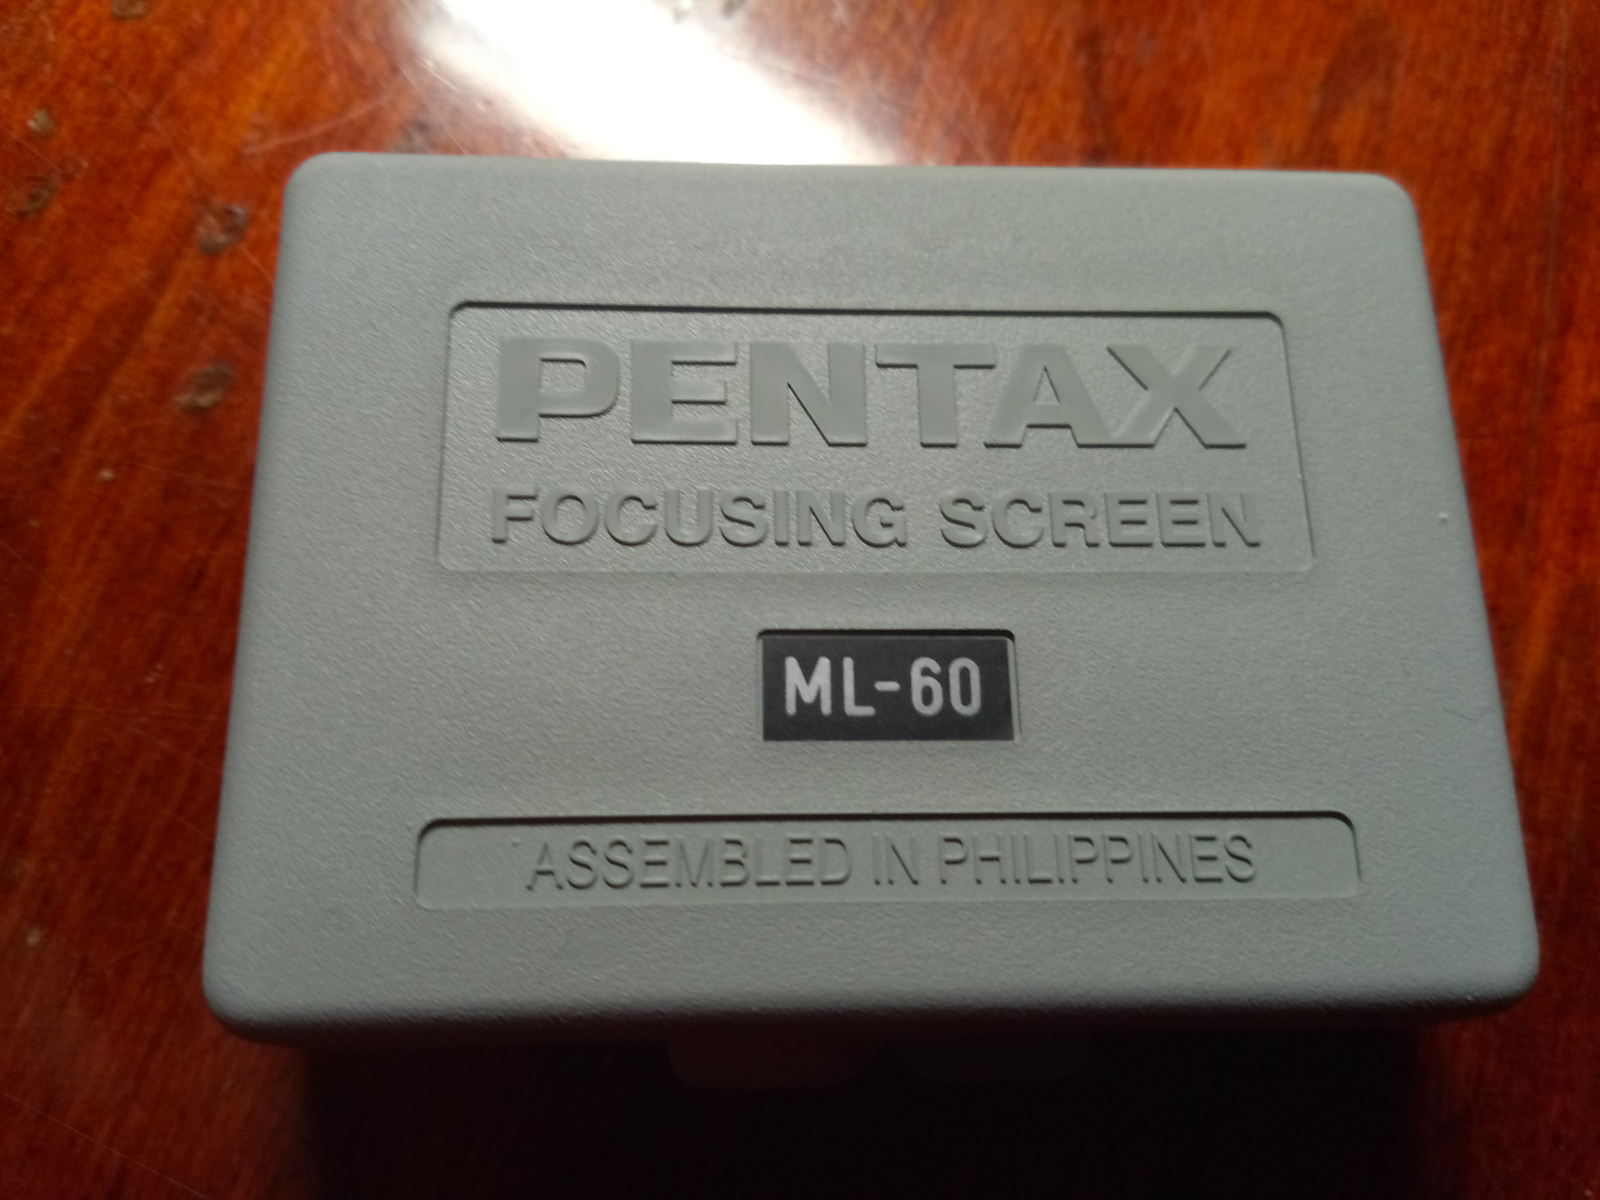 PENTAX
FOCUSING SCREEN
ML-60
ASSEMBLED IN PHILIPPINES